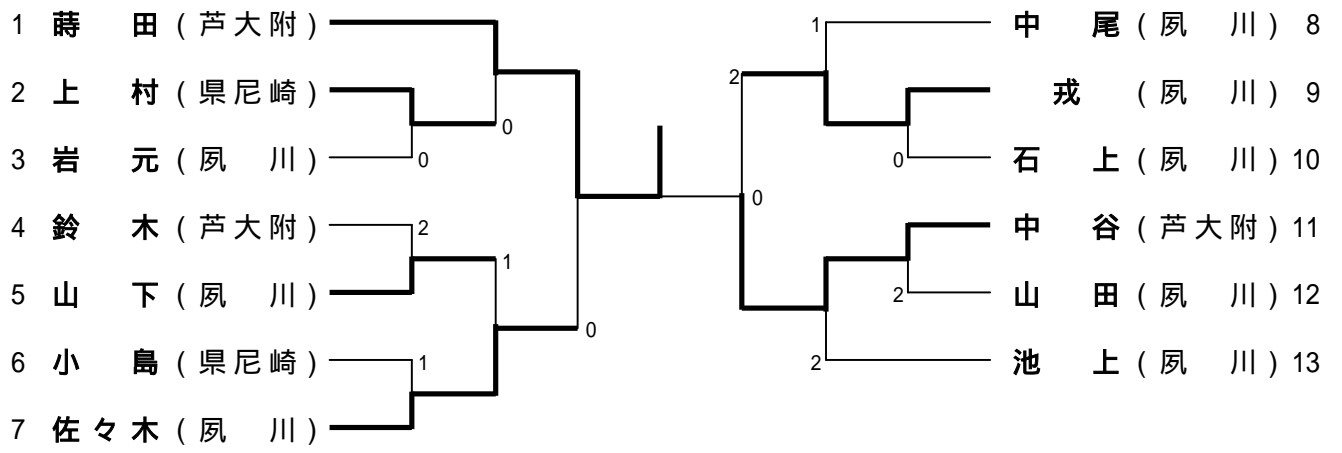 1 蒔 田 ( 芦 大 附 )
2 上 村 ( 県 尼 崎 )
0
3 岩 元 ( 夙 川 )
0
4 鈴 木 ( 芦 大 附 )
2
1
5 山 下 ( 夙 川 )
0
6 小 島 ( 県 尼 崎 )
1
7 佐 々 木 ( 夙 川 )
1
中 尾 ( 夙 川 ) 8
2
戎 ( 夙 川 ) 9
0
石 上 ( 夙 川 ) 10
0
中 谷 ( 芦 大 附 ) 11
2
山 田 ( 夙 川 ) 12
2
池 上 ( 夙 川 ) 13